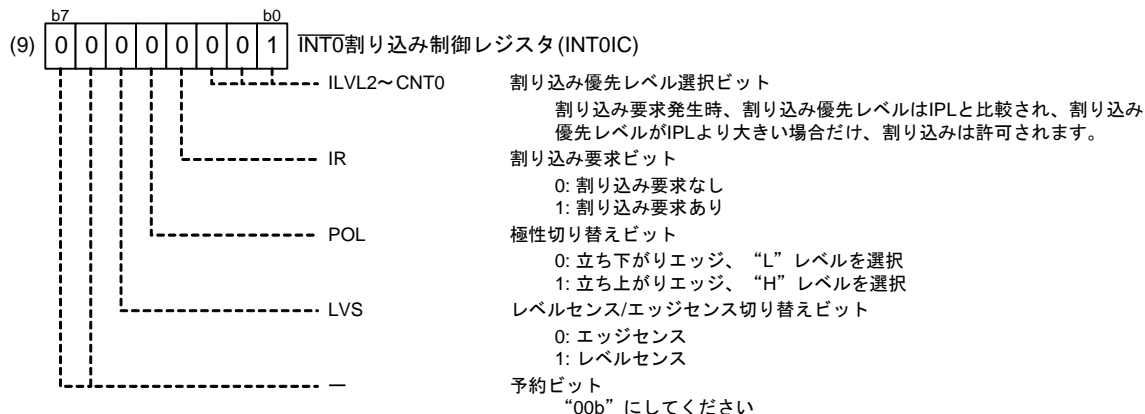 b7 b0
(9) 0 0 0 0 0 0 0 1 INT0割り込み制御レジスタ(INT0IC)
ILVL2～CNT0 割り込み優先レベル選択ビット
割り込み要求発生時、割り込み優先レベルはIPLと比較され、割り込み
優先レベルがIPLより大きい場合だけ、割り込みは許可されます。
IR 割り込み要求ビット
0: 割り込み要求なし
1: 割り込み要求あり
POL 極性切り替えビット
0: 立ち下がりエッジ、“L”レベルを選択
1: 立ち上がりエッジ、“H”レベルを選択
LVS レベルセンス/エッジセンス切り替えビット
0: エッジセンス
1: レベルセンス
― 予約ビット
“00b”にしてください